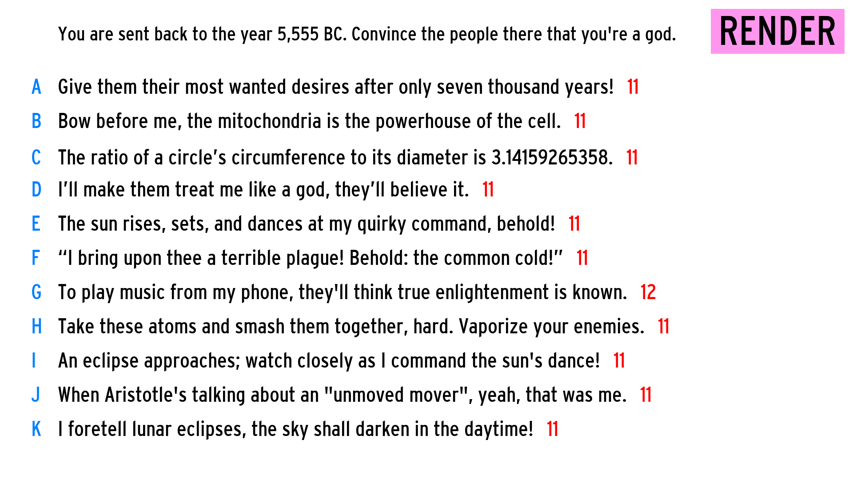 You are sent back to the year 5,555 BC. Convince the people there that you're a god.
RENDER
A Give them their most wanted desires after only seven thousand years! 11
B Bow before me, the mitochondria is the powerhouse of the cell. 11
C The ratio of a circle’s circumference to its diameter is 3.14159265358. 11
D I’ll make them treat me like a god, they’ll believe it. 11
E The sun rises, sets, and dances at my quirky command, behold! 11
F “I bring upon thee a terrible plague! Behold: the common cold!” 11
G To play music from my phone, they'll think true enlightenment is known. 12
H Take these atoms and smash them together, hard. Vaporize your enemies. 11
I An eclipse approaches; watch closely as I command the sun's dance! 11
J When Aristotle's talking about an "unmoved mover", yeah, that was me. 11
K I foretell lunar eclipses, the sky shall darken in the daytime! 11